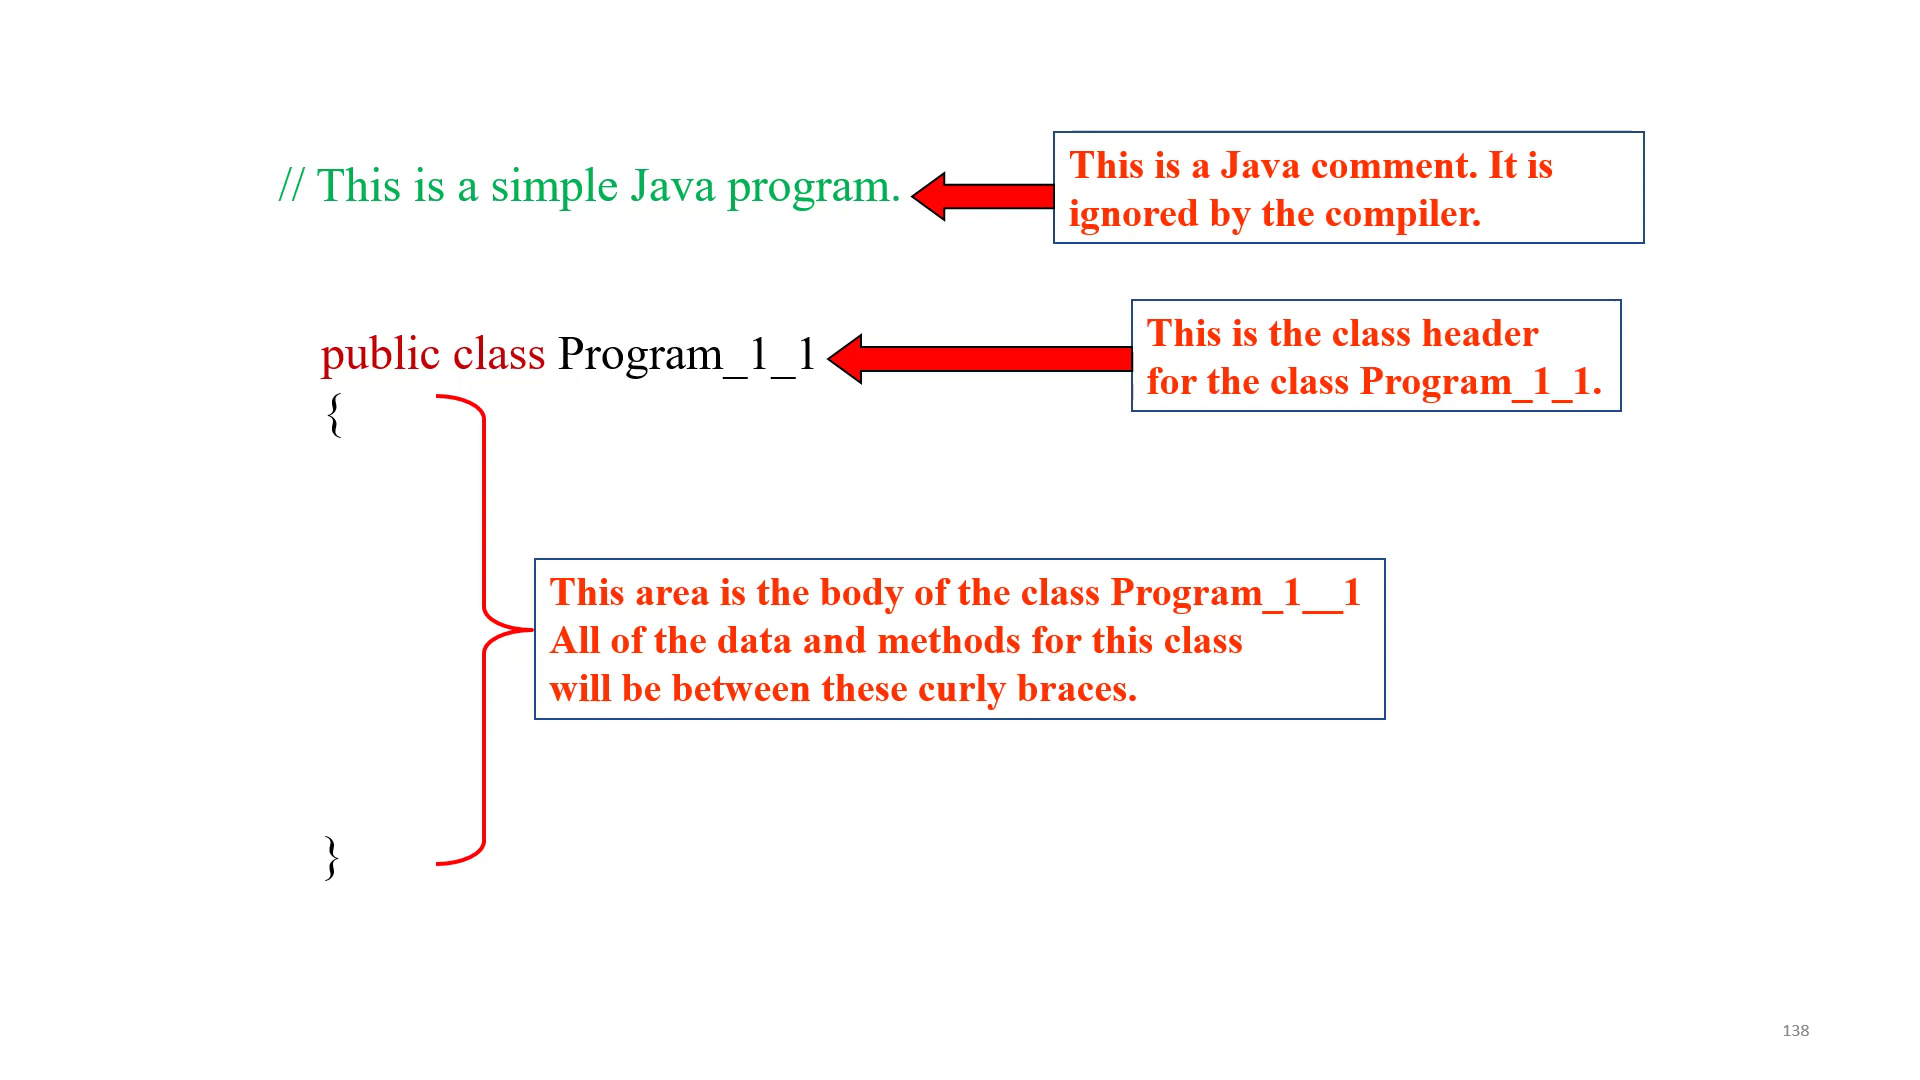 // This is a simple Java program.
This is a Java comment. It is
ignored by the compiler.
public class Program_1_1
This is the class header
for the class Program_1_1.
{
This area is the body of the class Program_1__1
All of the data and methods for this class
will be between these curly braces.
}
138